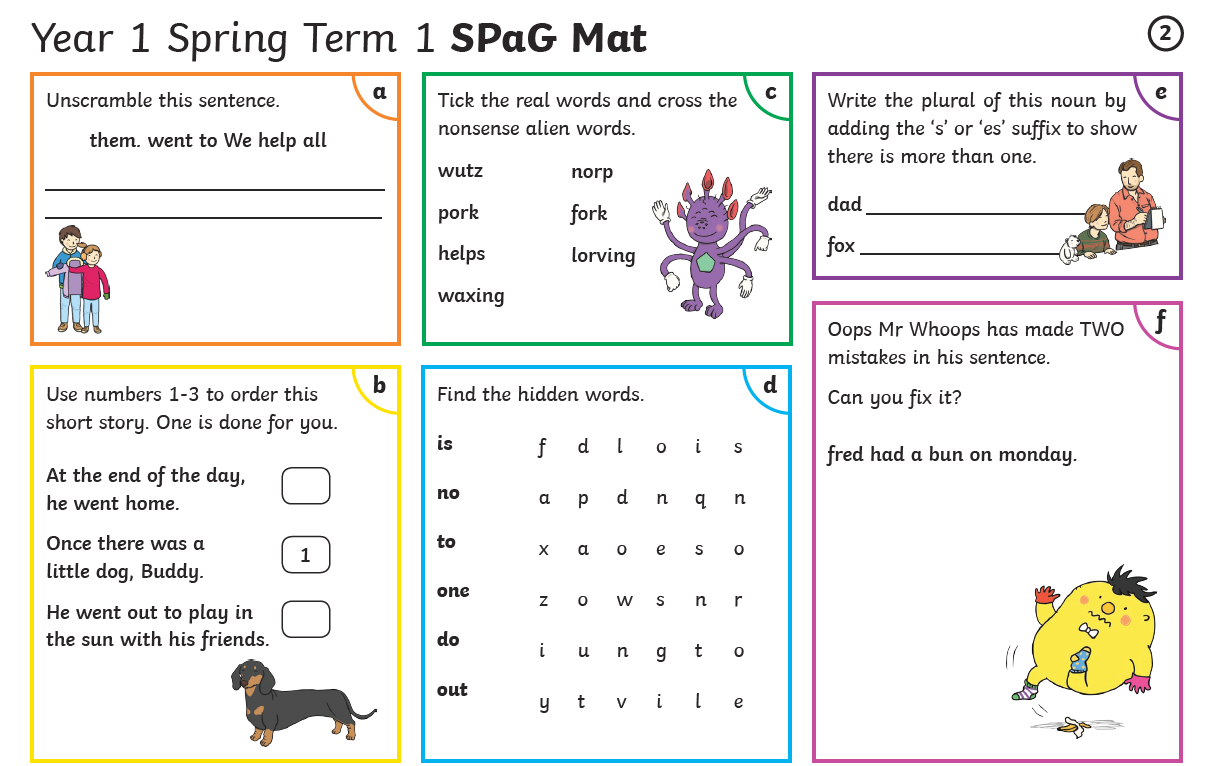 Year 1 Spring Term 1 SPaG Mat
2
a
Unscramble this sentence.
them. went to We help all
b
Use numbers 1-3 to order this
short story. One is done for you.
At the end of the day,
he went home.
Once there was a
little dog, Buddy.
1
He went out to play in
the sun with his friends.
c
Tick the real words and cross the
nonsense alien words.
wutz norp
pork fork
helps lorving
waxing
d
Find the hidden words.
is f d l o i s
no a p d n q n
to x a o e s o
one z o w s n r
do i u n g t o
out y t v i l e
e
Write the plural of this noun by
adding the ‘s’ or ‘es’ suffix to show
there is more than one.
dad
fox
f
Oops Mr Whoops has made TWO
mistakes in his sentence.
Can you fix it?
fred had a bun on monday.